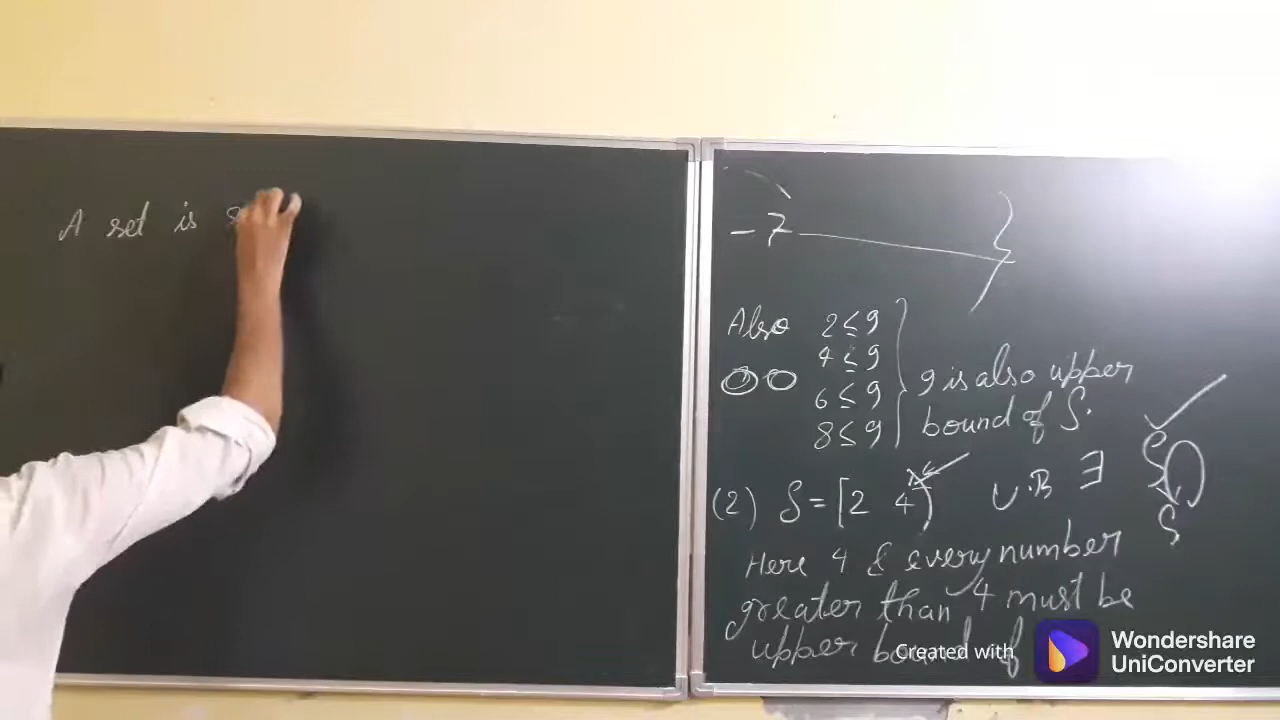 A set is
-7
Also 2 ≤ 9
4 ≤ 9
6 ≤ 9
8 ≤ 9
9 is also upper
bound of S.
(2) S = [2 4)
U.B ∃
Here 4 & every number
greater than 4 must be
upper bound of
Created with
Wondershare
UniConverter